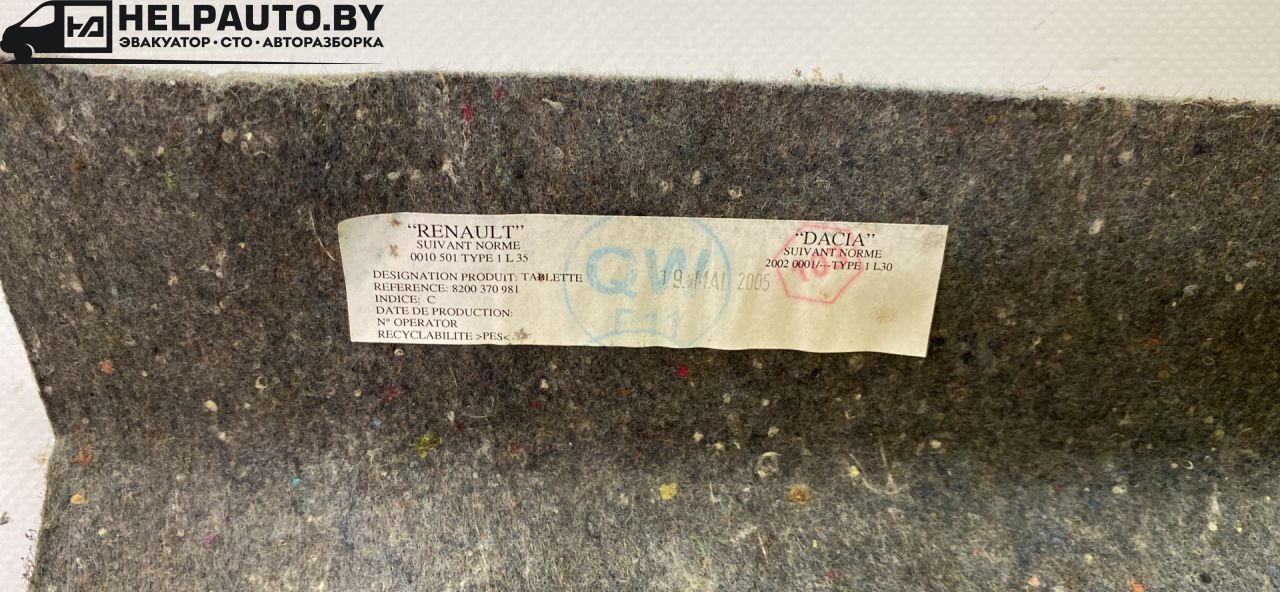 HELPAUTO.BY
ЭВАКУАТОР•СТО•АВТОРАЗБОРКА
“RENAULT”
SUIVANT NORME
0010 501 TYPE 1 L 35
DESIGNATION PRODUIT: TABLETTE
REFERENCE: 8200 370 981
INDICE: C
DATE DE PRODUCTION:
N° OPERATOR
RECYCLABILITE >PES<
QW
19. MAI 2005
“DACIA”
SUIVANT NORME
2002 0001/---TYPE 1 L30